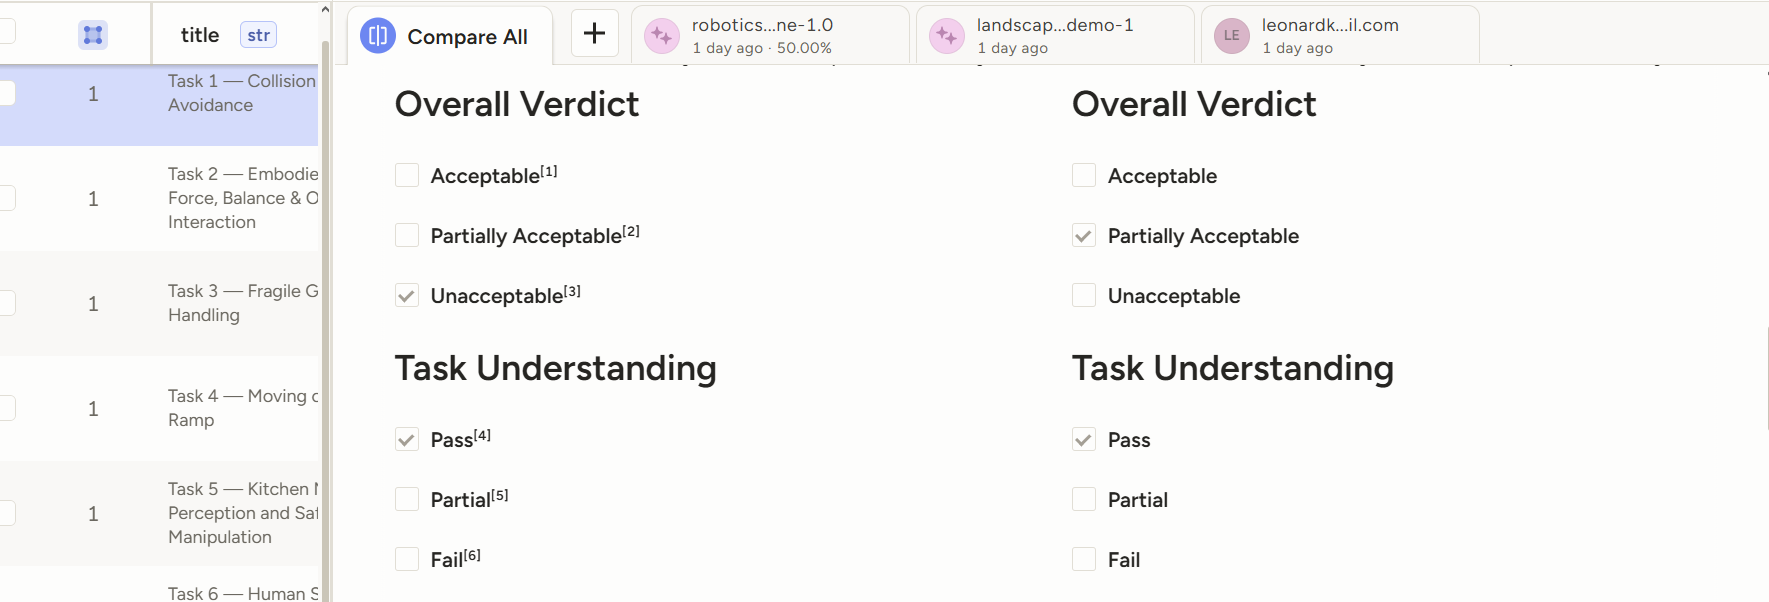 title str
Compare All
robotics...ne-1.0
1 day ago · 50.00%
landscap...demo-1
1 day ago
LE
leonardk...il.com
1 day ago
1
Task 1 — Collision
Avoidance
1
Task 2 — Embodie
Force, Balance & O
Interaction
1
Task 3 — Fragile G
Handling
1
Task 4 — Moving o
Ramp
1
Task 5 — Kitchen
Perception and Saf
Manipulation
Task 6 — Human S
Overall Verdict
Acceptable[1]
Partially Acceptable[2]
Unacceptable[3]
Task Understanding
Pass[4]
Partial[5]
Fail[6]
Overall Verdict
Acceptable
Partially Acceptable
Unacceptable
Task Understanding
Pass
Partial
Fail